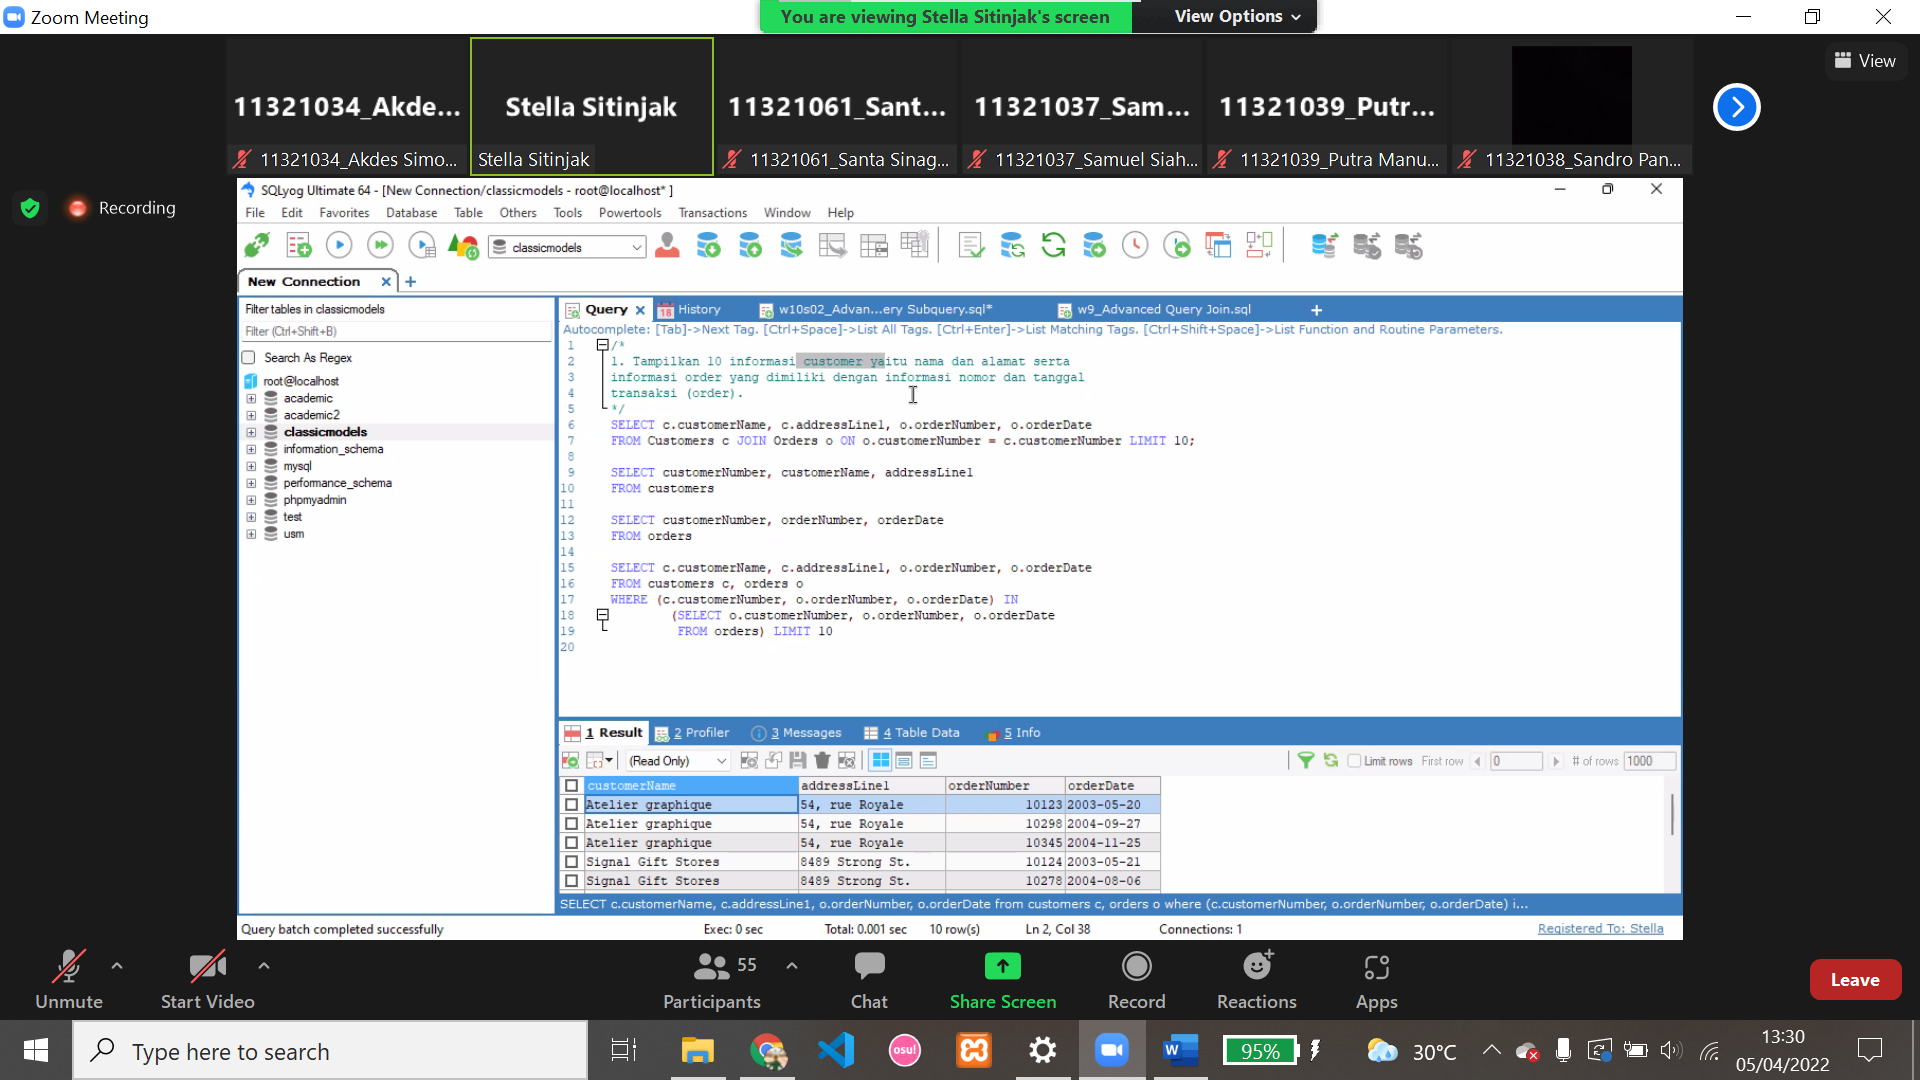 Zoom Meeting
You are viewing Stella Sitinjak's screen
View Options
View
11321034_Akde...
Stella Sitinjak
11321061_Sant...
11321037_Sam...
11321039_Putr...
11321034_Akdes Simo...
Stella Sitinjak
11321061_Santa Sinag...
11321037_Samuel Siah...
11321039_Putra Manu...
11321038_Sandro Pan...
Recording
SQLyog Ultimate 64 - [New Connection/classicmodels - root@localhost* ]
File Edit Favorites Database Table Others Tools Powertools Transactions Window Help
classicmodels
New Connection
Filter tables in classicmodels
Filter (Ctrl+Shift+B)
Search As Regex
root@localhost
academic
academic2
classicmodels
information_schema
mysql
performance_schema
phpmyadmin
test
usm
Query
18 History
w10s02_Advan...ery Subquery.sql*
w9_Advanced Query Join.sql
Autocomplete: [Tab]->Next Tag. [Ctrl+Space]->List All Tags. [Ctrl+Enter]->List Matching Tags. [Ctrl+Shift+Space]->List Function and Routine Parameters.
1 /*
2 1. Tampilkan 10 informasi customer yaitu nama dan alamat serta
3 informasi order yang dimiliki dengan informasi nomor dan tanggal
4 transaksi (order).
5 */
6 SELECT c.customerName, c.addressLine1, o.orderNumber, o.orderDate
7 FROM Customers c JOIN Orders o ON o.customerNumber = c.customerNumber LIMIT 10;
8
9 SELECT customerNumber, customerName, addressLine1
10 FROM customers
11
12 SELECT customerNumber, orderNumber, orderDate
13 FROM orders
14
15 SELECT c.customerName, c.addressLine1, o.orderNumber, o.orderDate
16 FROM customers c, orders o
17 WHERE (c.customerNumber, o.orderNumber, o.orderDate) IN
18 (SELECT o.customerNumber, o.orderNumber, o.orderDate
19 FROM orders) LIMIT 10
20
1 Result 2 Profiler 3 Messages 4 Table Data 5 Info
(Read Only)
Limit rows First row 0 # of rows 1000
customerName addressLine1 orderNumber orderDate
Atelier graphique 54, rue Royale 10123 2003-05-20
Atelier graphique 54, rue Royale 10298 2004-09-27
Atelier graphique 54, rue Royale 10345 2004-11-25
Signal Gift Stores 8489 Strong St. 10124 2003-05-21
Signal Gift Stores 8489 Strong St. 10278 2004-08-06
SELECT c.customerName, c.addressLine1, o.orderNumber, o.orderDate from customers c, orders o where (c.customerNumber, o.orderNumber, o.orderDate) i...
Query batch completed successfully
Exec: 0 sec
Total: 0.001 sec
10 row(s)
Ln 2, Col 38
Connections: 1
Registered To: Stella
Unmute
Start Video
55
Participants
Chat
Share Screen
Record
Reactions
Apps
Leave
Type here to search
osu!
W
95%
30°C
13:30
05/04/2022